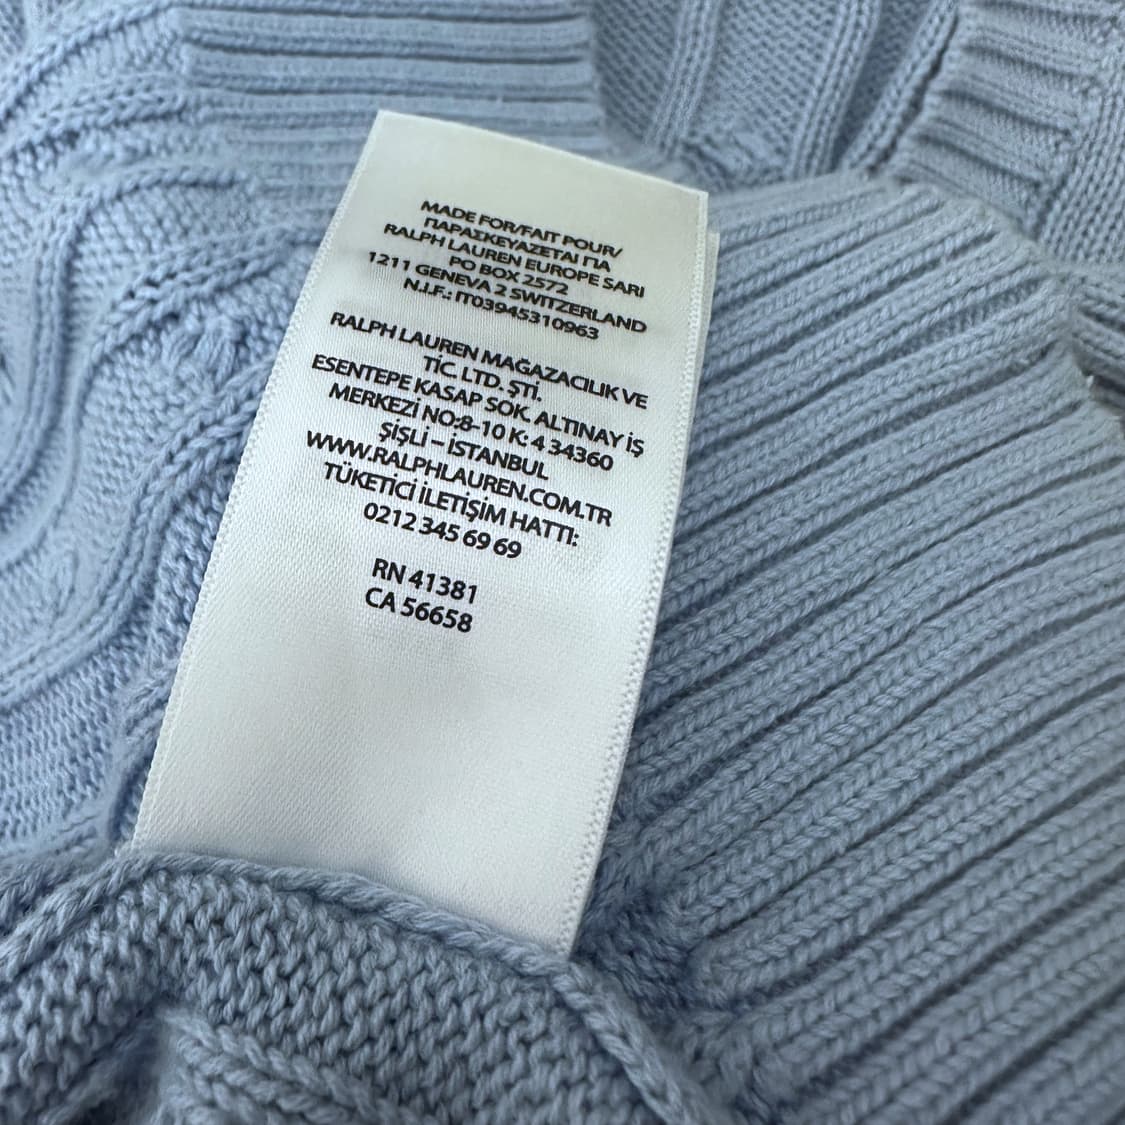 MADE FOR/FAIT POUR/
ΠΑΡΑΣΚΕΥΑΖΕΤΑΙ ΓΙΑ
RALPH LAUREN EUROPE SARL
PO BOX 2572
1211 GENEVA 2 SWITZERLAND
N.I.F.: IT03945310963
RALPH LAUREN MAĞAZACILIK VE
TİC. LTD. ŞTİ.
ESENTEPE KASAP SOK. ALTINAY İŞ
MERKEZİ NO:8-10 K: 4 34360
ŞİŞLİ – İSTANBUL
WWW.RALPHLAUREN.COM.TR
TÜKETİCİ İLETİŞİM HATTI:
0212 345 69 69
RN 41381
CA 56658